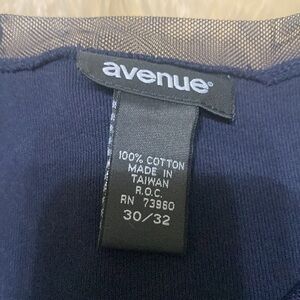 avenue®
100% COTTON
MADE IN
TAIWAN
R.O.C.
RN 73960
30/32